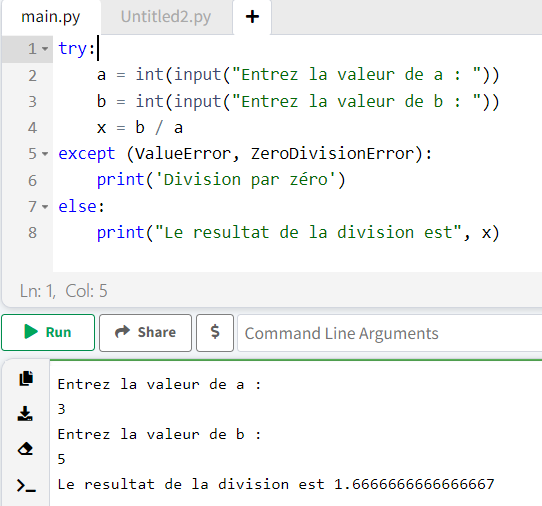 main.py Untitled2.py +
1 try:
2 a = int(input("Entrez la valeur de a : "))
3 b = int(input("Entrez la valeur de b : "))
4 x = b / a
5 except (ValueError, ZeroDivisionError):
6 print('Division par zéro')
7 else:
8 print("Le resultat de la division est", x)
Ln: 1, Col: 5
Run Share $ Command Line Arguments
Entrez la valeur de a :
3
Entrez la valeur de b :
5
Le resultat de la division est 1.6666666666666667